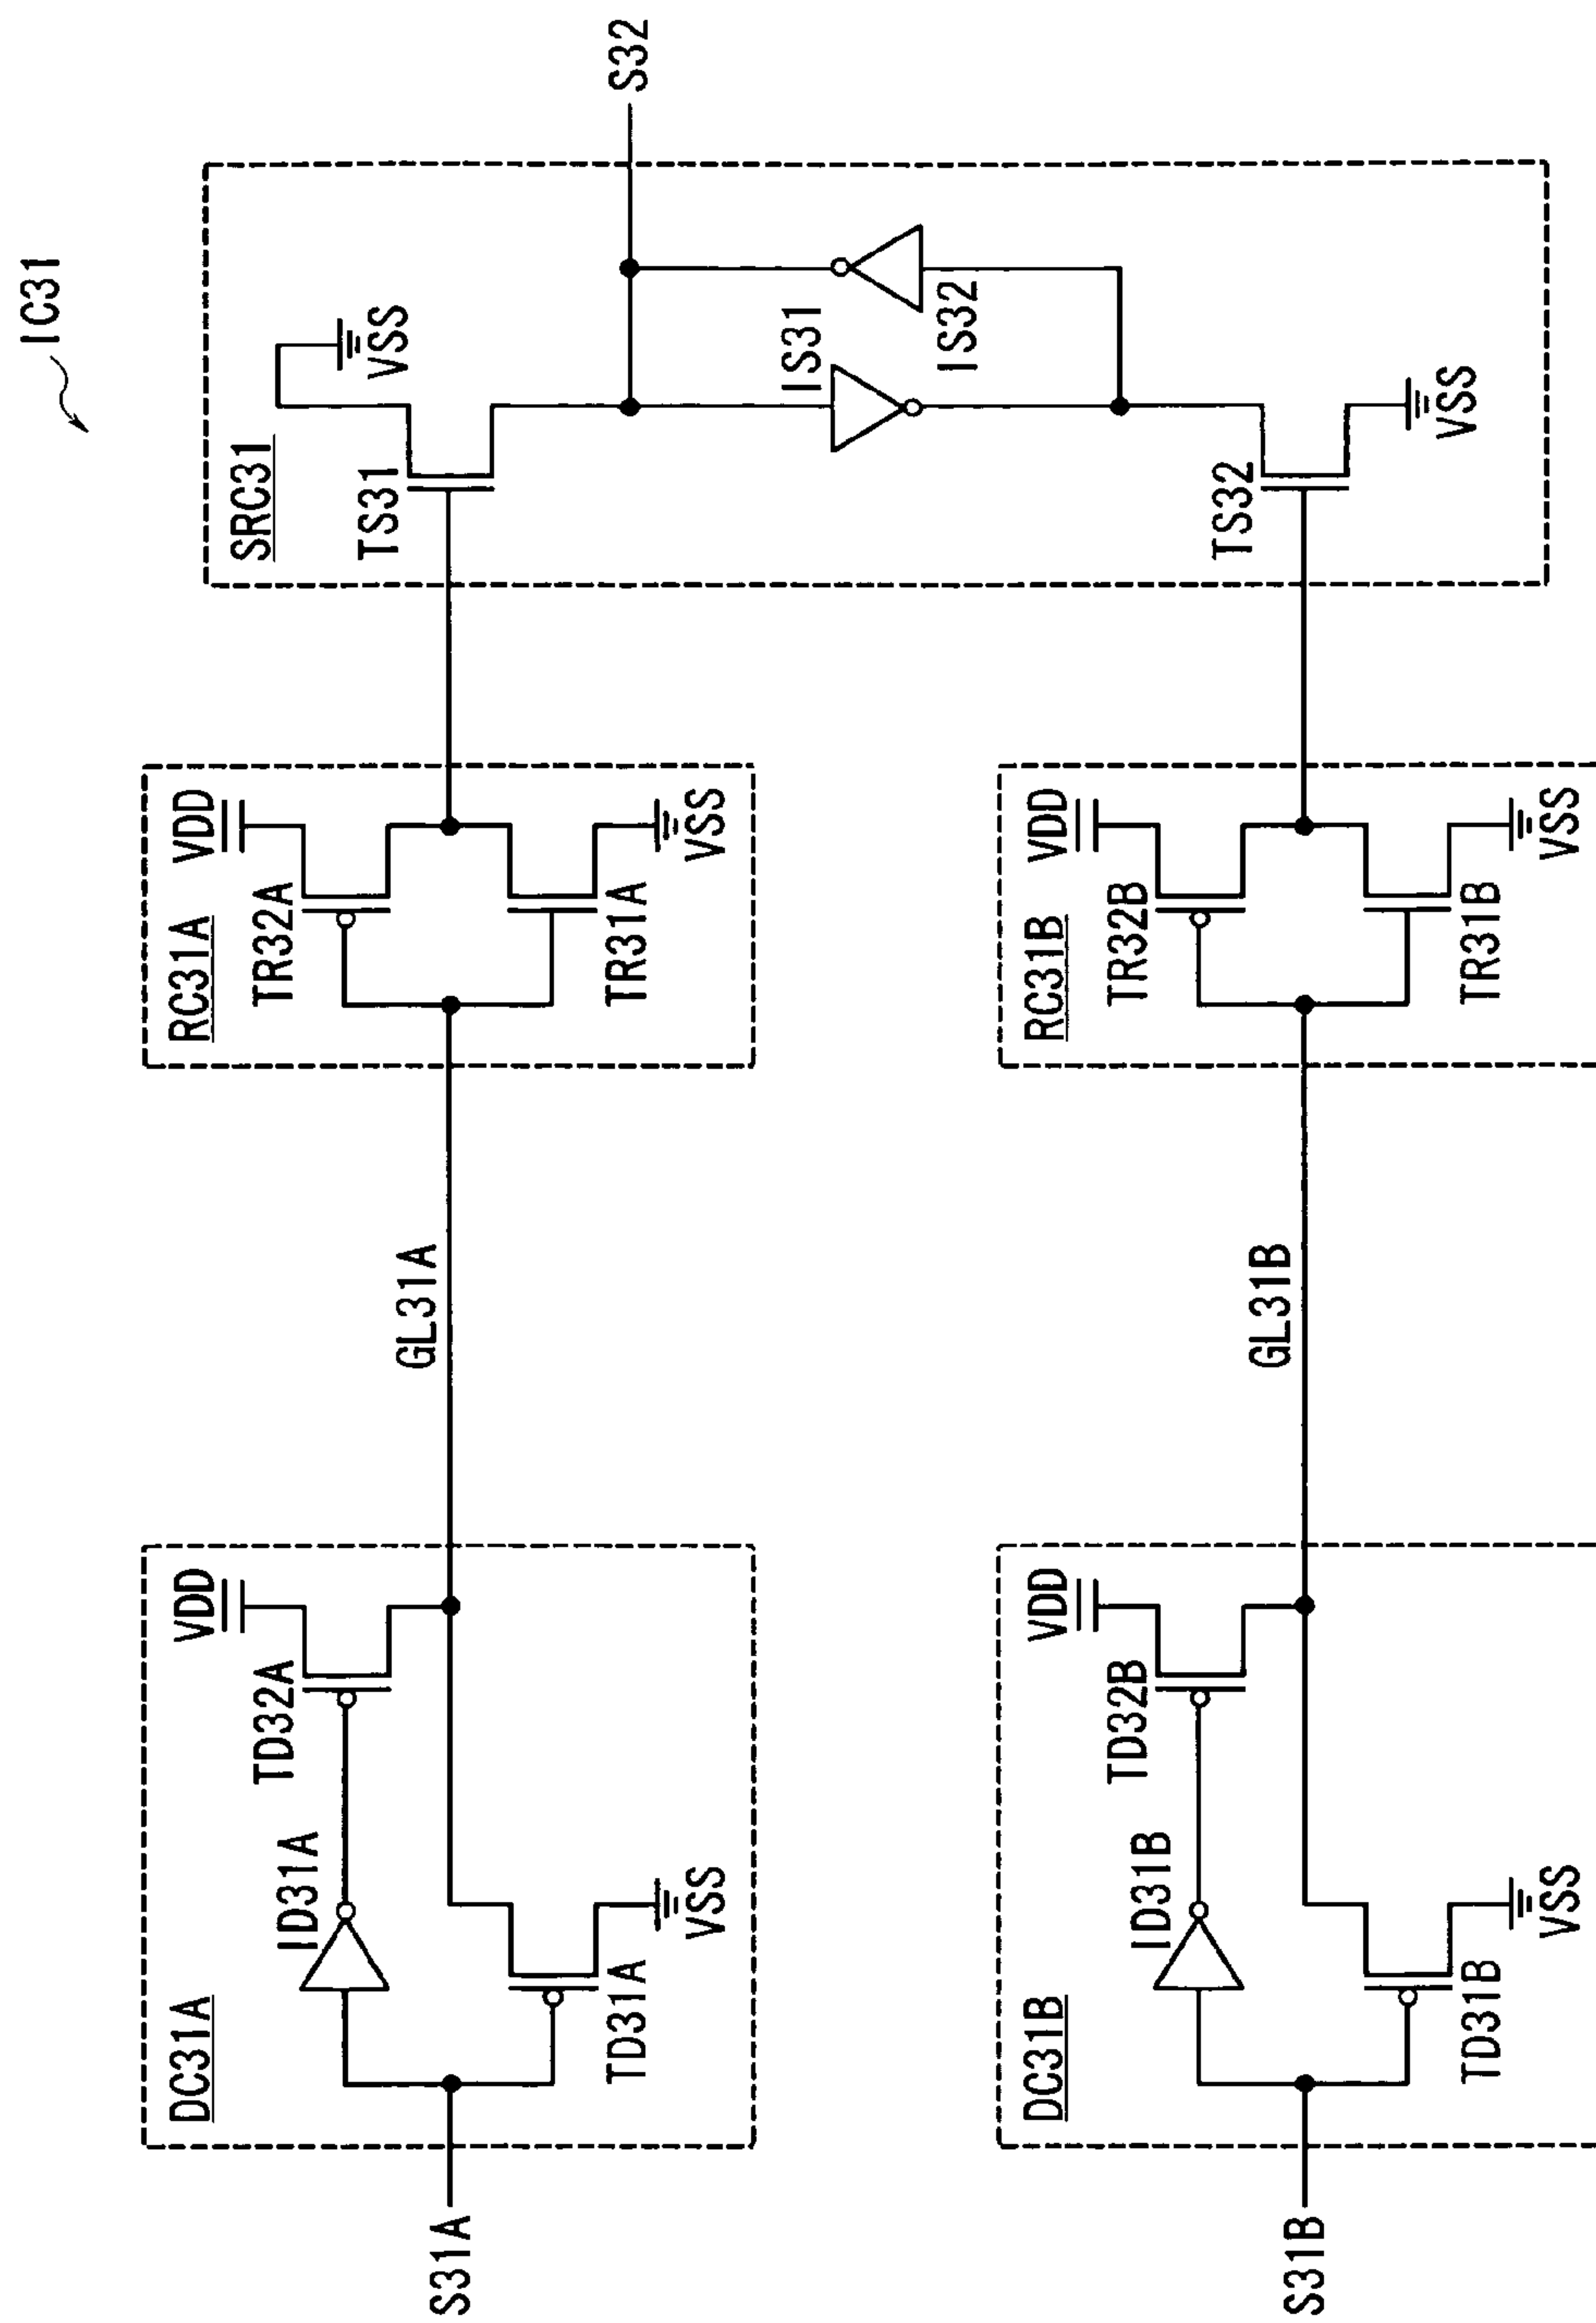 IC31
DC31A
VDD
ID31A
TD32A
TD31A
VSS
S31A
GL31A
RC31A
VDD
TR32A
TR31A
VSS
SRC31
VSS
TS31
S32
IS31
IS32
TS32
VSS
DC31B
VDD
ID31B
TD32B
TD31B
VSS
S31B
GL31B
RC31B
VDD
TR32B
TR31B
VSS